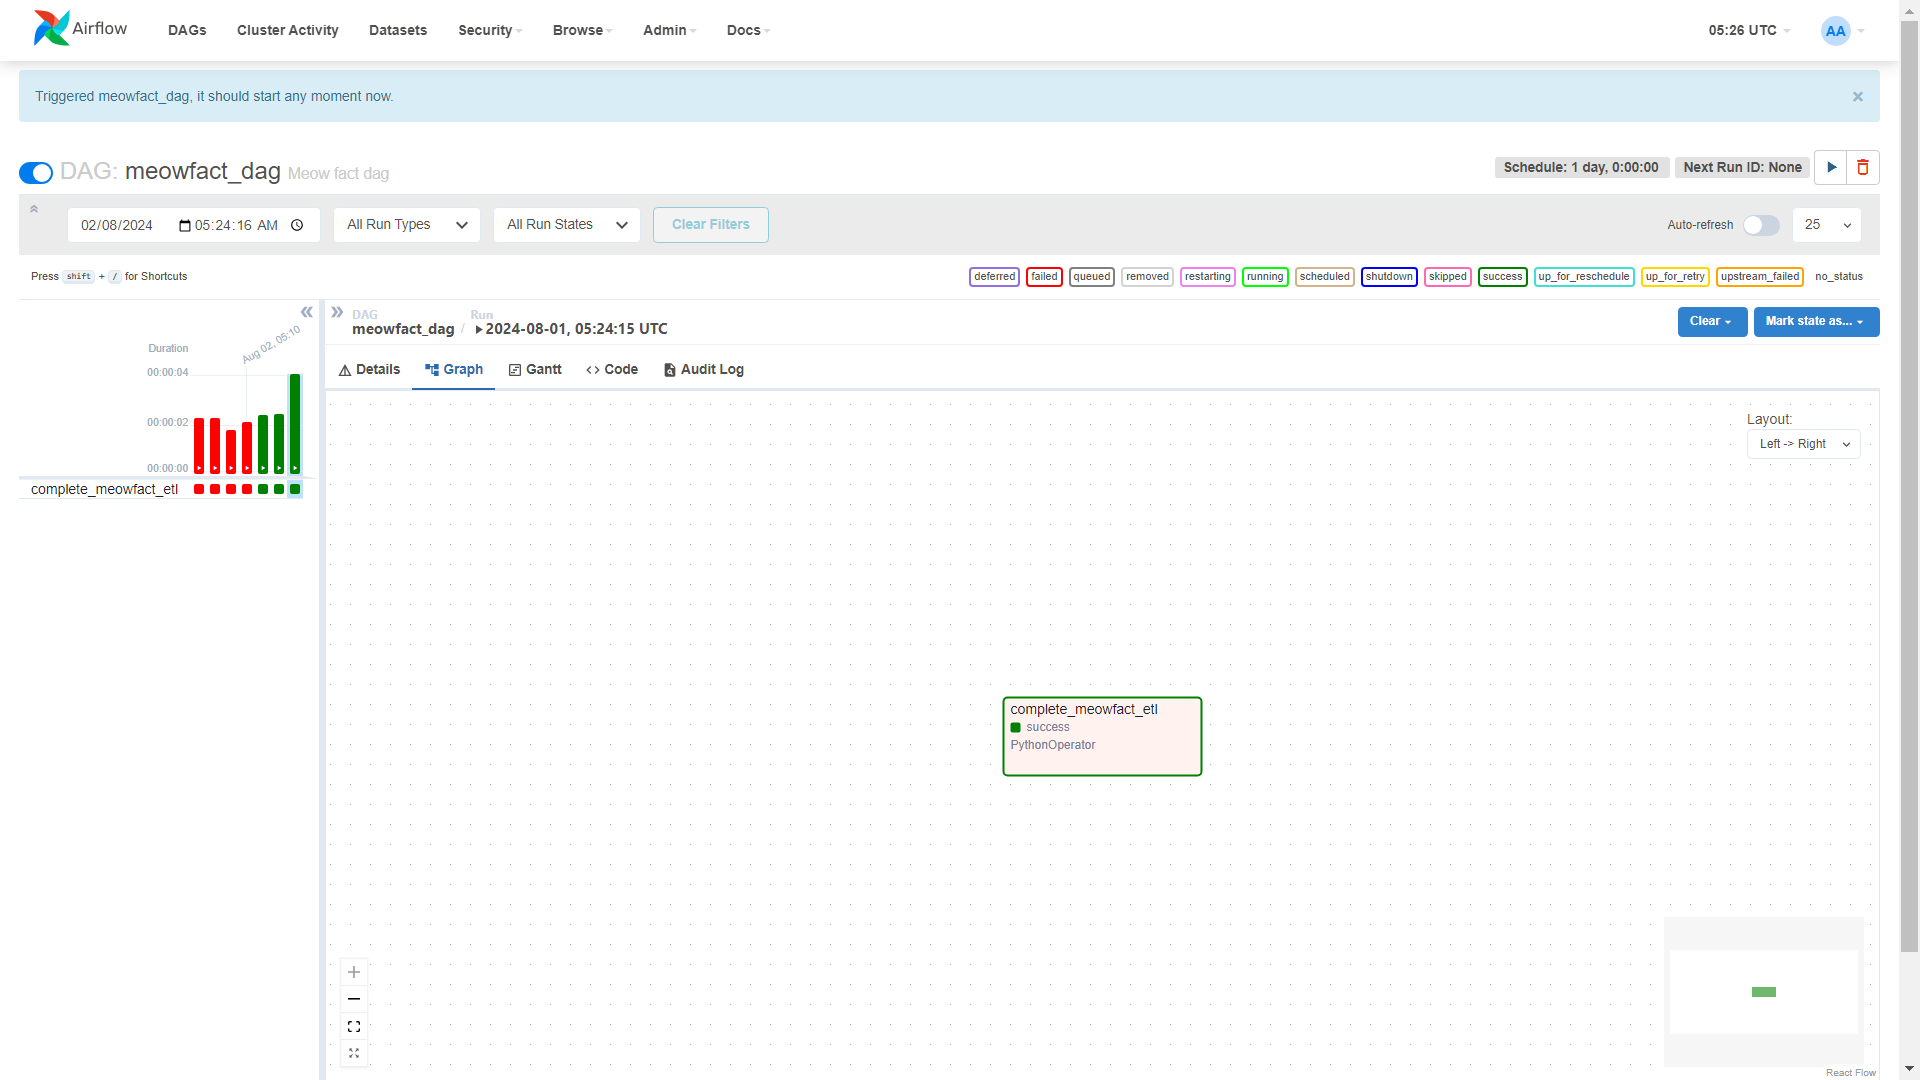 Airflow DAGs Cluster Activity Datasets Security Browse Admin Docs 05:26 UTC AA
Triggered meowfact_dag, it should start any moment now. ×
DAG: meowfact_dag Meow fact dag Schedule: 1 day, 0:00:00 Next Run ID: None
02/08/2024 05:24:16 AM All Run Types All Run States Clear Filters Auto-refresh 25
Press shift + / for Shortcuts deferred failed queued removed restarting running scheduled shutdown skipped success up_for_reschedule up_for_retry upstream_failed no_status
DAG
meowfact_dag / Run
2024-08-01, 05:24:15 UTC Clear Mark state as...
Aug 02, 05:10
Duration
00:00:04
00:00:02
00:00:00
complete_meowfact_etl
Details Graph Gantt Code Audit Log
Layout:
Left -> Right
complete_meowfact_etl
success
PythonOperator
React Flow